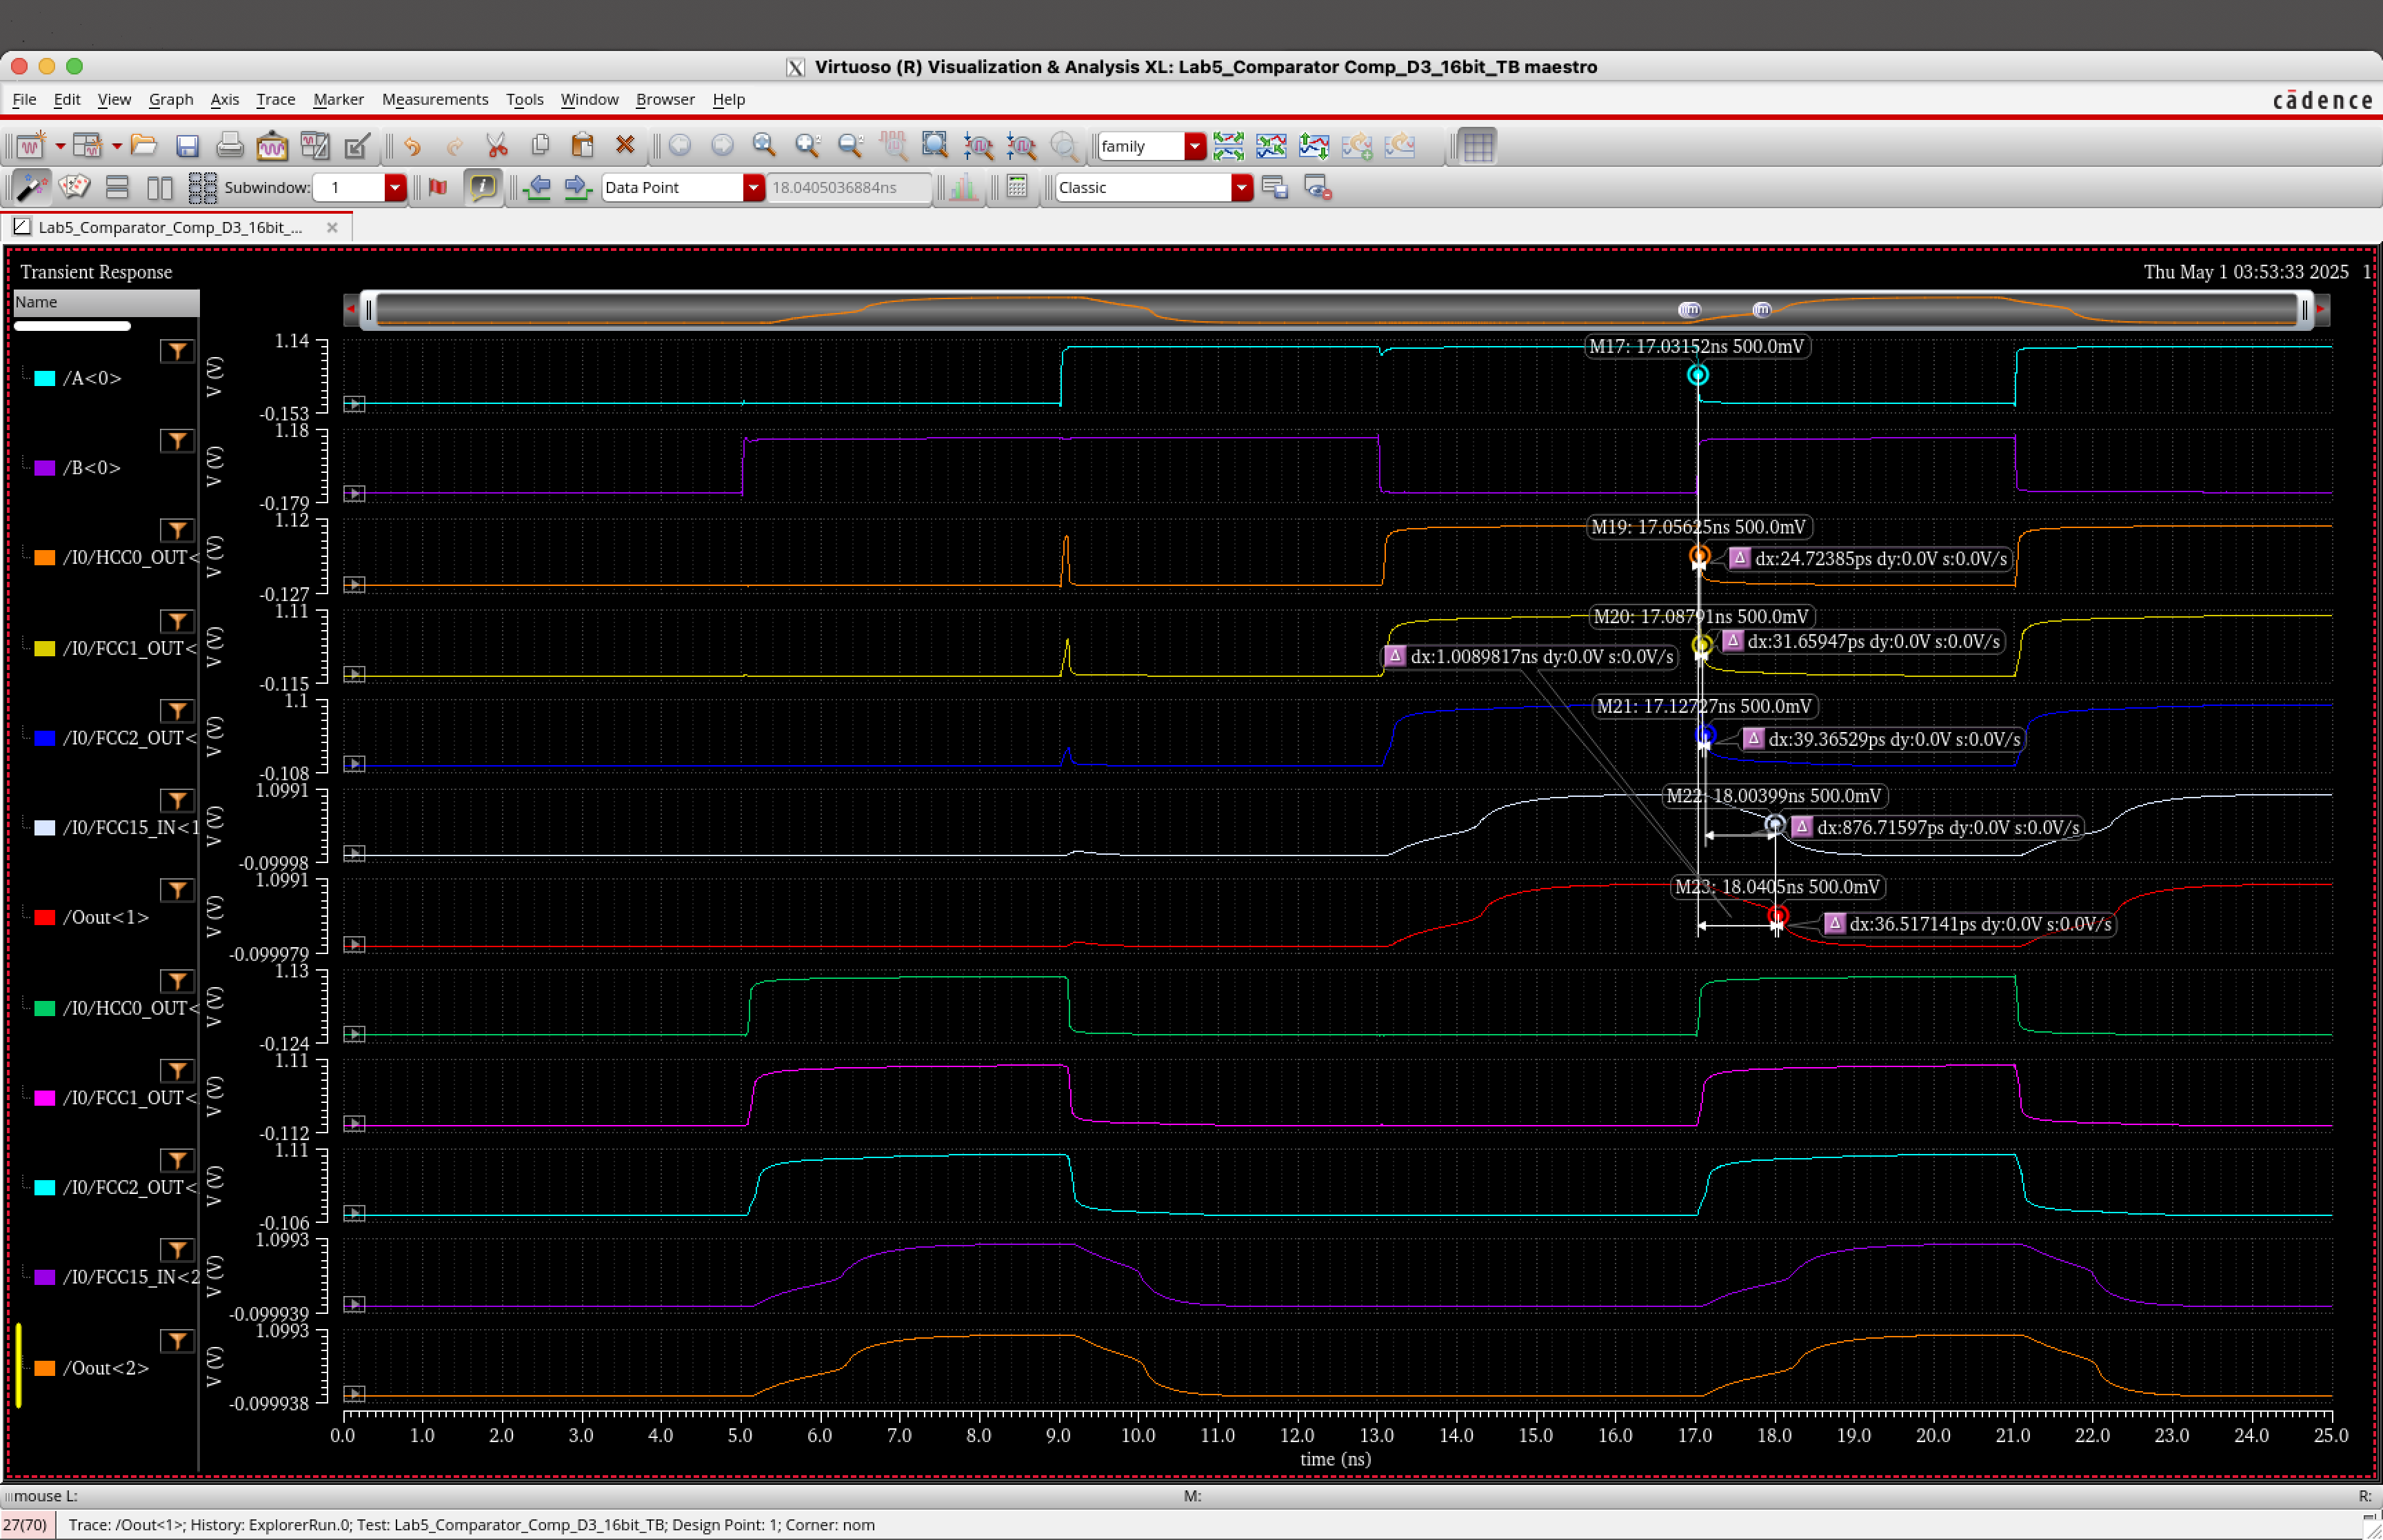 Virtuoso (R) Visualization & Analysis XL: Lab5_Comparator Comp_D3_16bit_TB maestro
File Edit View Graph Axis Trace Marker Measurements Tools Window Browser Help
cādence
family
Subwindow: 1
Data Point
18.0405036884ns
Classic
Lab5_Comparator_Comp_D3_16bit_...
Transient Response
Thu May 1 03:53:33 2025 1
Name
/A<0>
V (V)
1.14
-0.153
M17: 17.03152ns 500.0mV
/B<0>
V (V)
1.18
-0.179
/I0/HCC0_OUT<
V (V)
1.12
-0.127
M19: 17.05625ns 500.0mV
dx:24.72385ps dy:0.0V s:0.0V/s
/I0/FCC1_OUT<
V (V)
1.11
-0.115
M20: 17.08791ns 500.0mV
dx:31.65947ps dy:0.0V s:0.0V/s
dx:1.0089817ns dy:0.0V s:0.0V/s
/I0/FCC2_OUT<
V (V)
1.1
-0.108
M21: 17.12727ns 500.0mV
dx:39.36529ps dy:0.0V s:0.0V/s
/I0/FCC15_IN<1
V (V)
1.0991
-0.09998
M22: 18.00399ns 500.0mV
dx:876.71597ps dy:0.0V s:0.0V/s
/Oout<1>
V (V)
1.0991
-0.099979
M23: 18.0405ns 500.0mV
dx:36.517141ps dy:0.0V s:0.0V/s
/I0/HCC0_OUT<
V (V)
1.13
-0.124
/I0/FCC1_OUT<
V (V)
1.11
-0.112
/I0/FCC2_OUT<
V (V)
1.11
-0.106
/I0/FCC15_IN<2
V (V)
1.0993
-0.099939
/Oout<2>
V (V)
1.0993
-0.099938
0.0 1.0 2.0 3.0 4.0 5.0 6.0 7.0 8.0 9.0 10.0 11.0 12.0 13.0 14.0 15.0 16.0 17.0 18.0 19.0 20.0 21.0 22.0 23.0 24.0 25.0
time (ns)
mouse L: M: R:
27(70) Trace: /Oout<1>; History: ExplorerRun.0; Test: Lab5_Comparator_Comp_D3_16bit_TB; Design Point: 1; Corner: nom